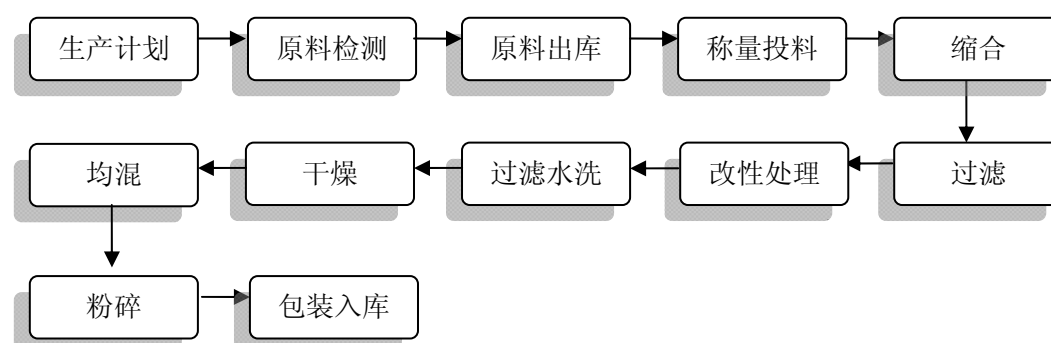 生产计划
原料检测
原料出库
称量投料
缩合
过滤
改性处理
过滤水洗
干燥
均混
粉碎
包装入库